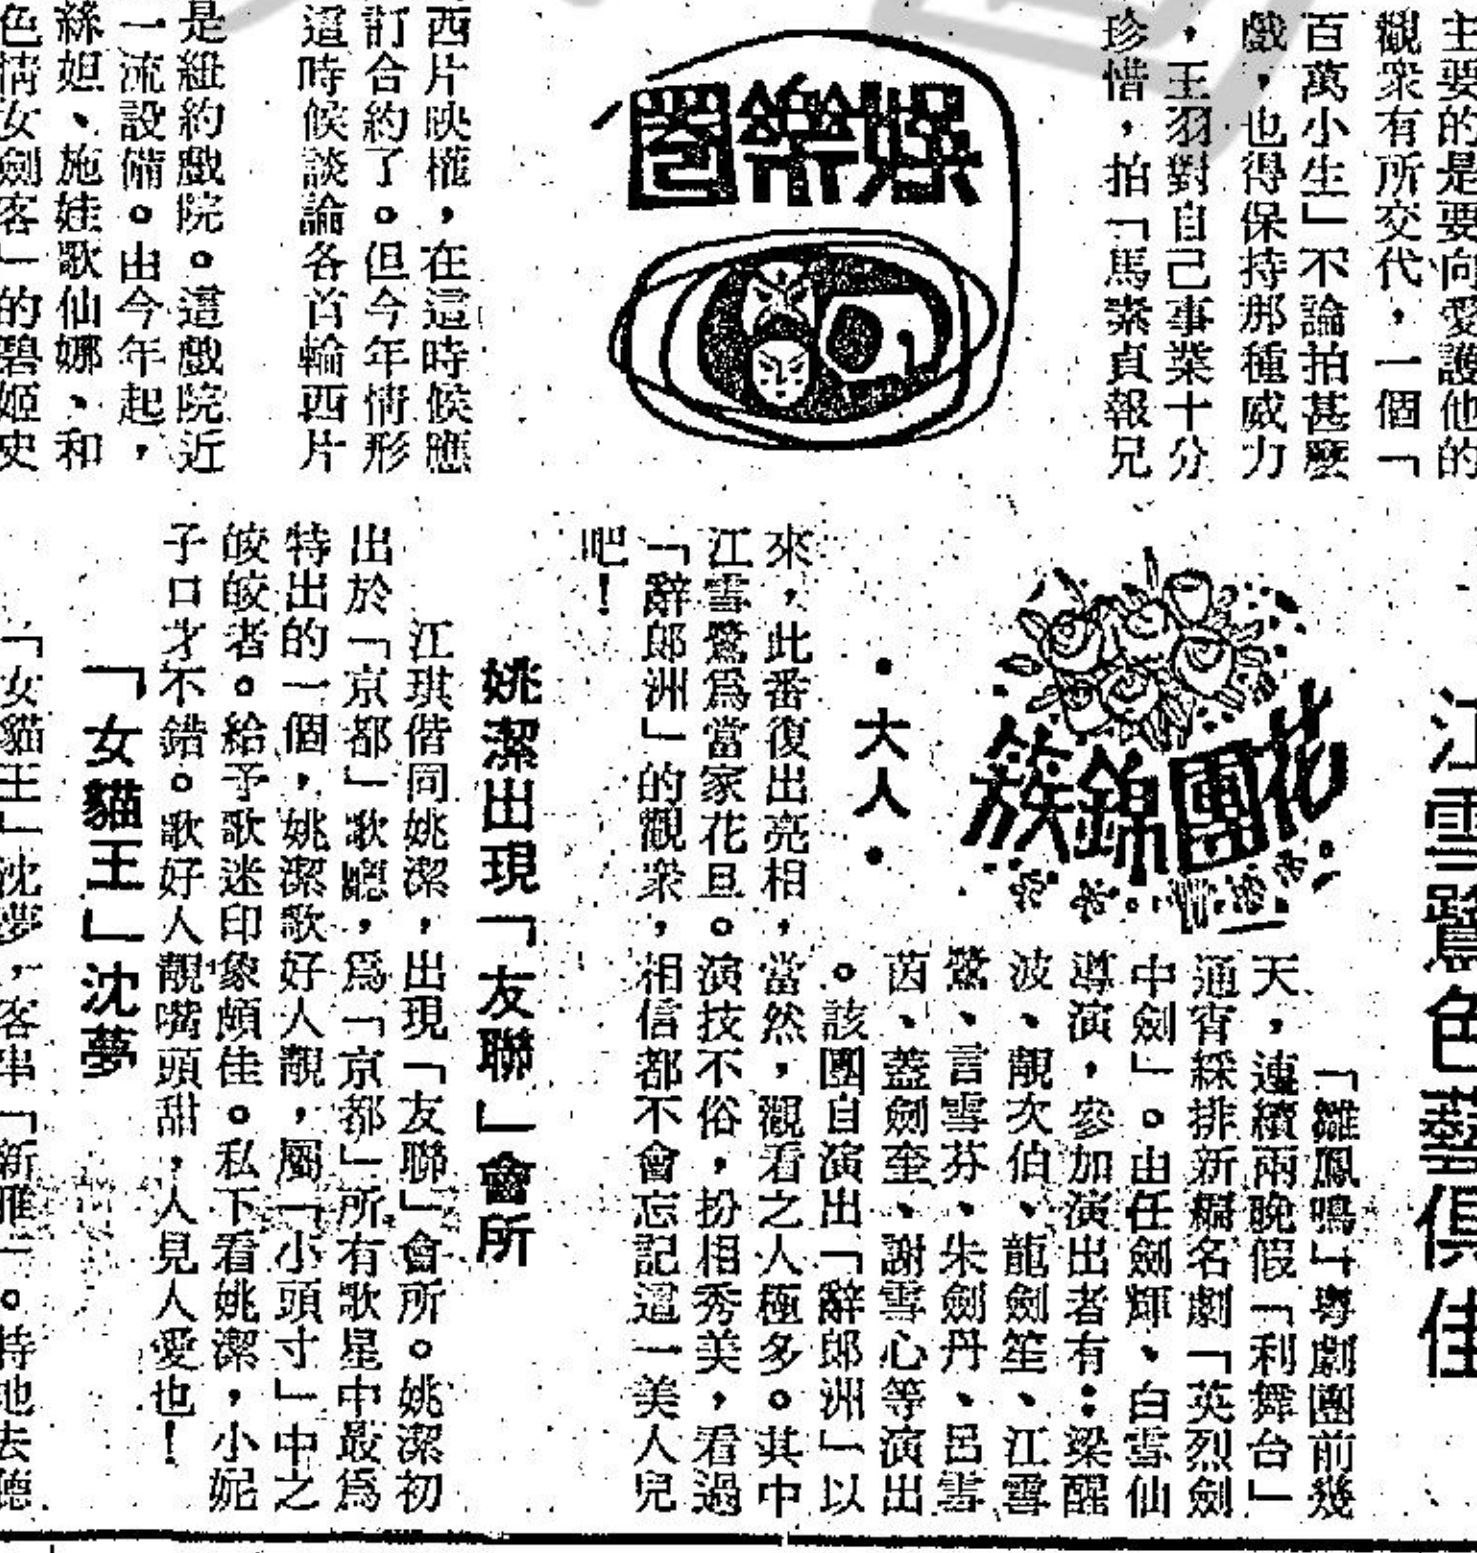 主要的是要向愛護他的
觀衆有所交代，一個「
百萬小生」不論拍甚麼
戲，也得保持那種威力
，王羽對自己事業十分
珍惜，拍「馬素貞報兄
娛樂圈
西片映權，在這時候應
訂合約了。但今年情形
這時候談論各首輪西片
是紐約戲院。這戲院近
一流設備。由今年起，
絲妲、施娃歌仙娜、和
色情女劍客」的碧姬史
江雪鷺色藝俱佳
花團錦簇
「雛鳳鳴」粵劇團前幾
天，連續兩晚假「利舞台」
通宵綵排新編名劇「英烈劍
中劍」。由任劍輝、白雪仙
導演，參加演出者有：梁醒
波、靚次伯、龍劍笙、江雪
鷺、言雪芬、朱劍丹、呂雪
茵、蓋劍奎、謝雪心等演出
。該團自演出「辭郎洲」以
•大人•
來，此番復出亮相，當然，觀看之人極多。其中
江雪鷺爲當家花旦。演技不俗，扮相秀美，看過
「辭郎洲」的觀衆，相信都不會忘記這一美人兒
吧！
姚潔出現「友聯」會所
江琪偕同姚潔，出現「友聯」會所。姚潔初
出於「京都」歌廳，爲「京都」所有歌星中最爲
特出的一個，姚潔歌好人靚，屬「小頭寸」中之
皎皎者。給予歌迷印象頗佳。私下看姚潔，小妮
子口才不錯。歌好人靚嘴頭甜，人見人愛也！
「女貓王」沈夢
「女貓王」沈夢，客串「新雅」。特地去聽